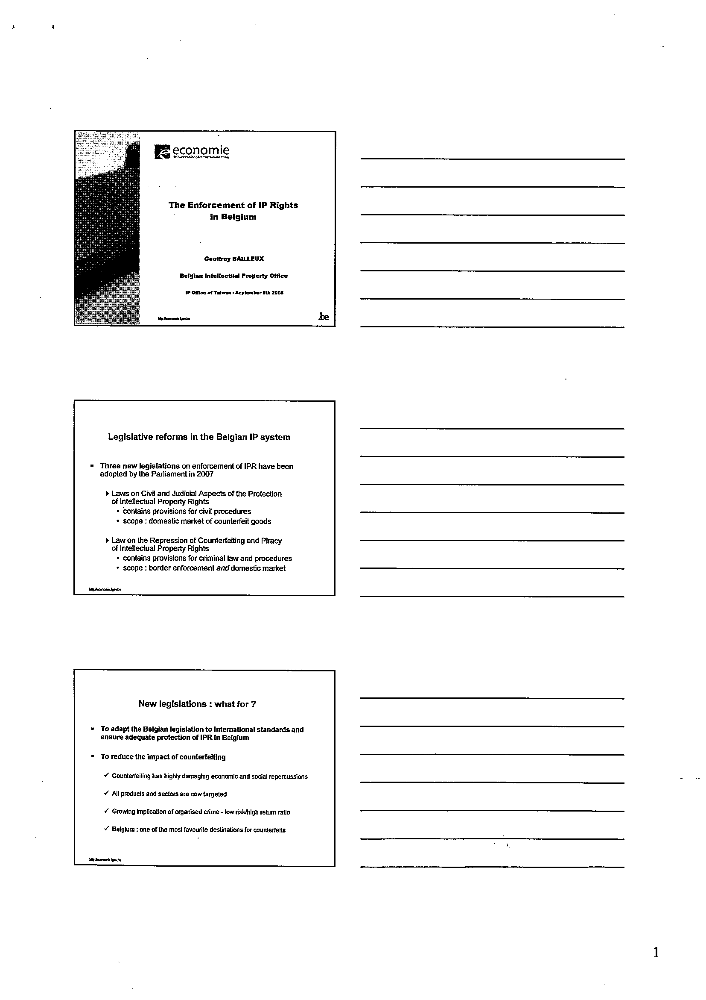 economie
The Enforcement of IP Rights
in Belgium
Geoffrey BAILLEUX
Belgian Intellectual Property Office
IP Office of Taiwan - September 5th 2008
http://economie.fgov.be
.be
Legislative reforms in the Belgian IP system
▪ Three new legislations on enforcement of IPR have been
adopted by the Parliament in 2007
› Laws on Civil and Judicial Aspects of the Protection
of Intellectual Property Rights
• contains provisions for civil procedures
• scope : domestic market of counterfeit goods
› Law on the Repression of Counterfeiting and Piracy
of Intellectual Property Rights
• contains provisions for criminal law and procedures
• scope : border enforcement and domestic market
http://economie.fgov.be
New legislations : what for ?
▪ To adapt the Belgian legislation to international standards and
ensure adequate protection of IPR in Belgium
▪ To reduce the impact of counterfeiting
✓ Counterfeiting has highly damaging economic and social repercussions
✓ All products and sectors are now targeted
✓ Growing implication of organised crime – low risk/high return ratio
✓ Belgium : one of the most favourite destinations for counterfeits
http://economie.fgov.be
1